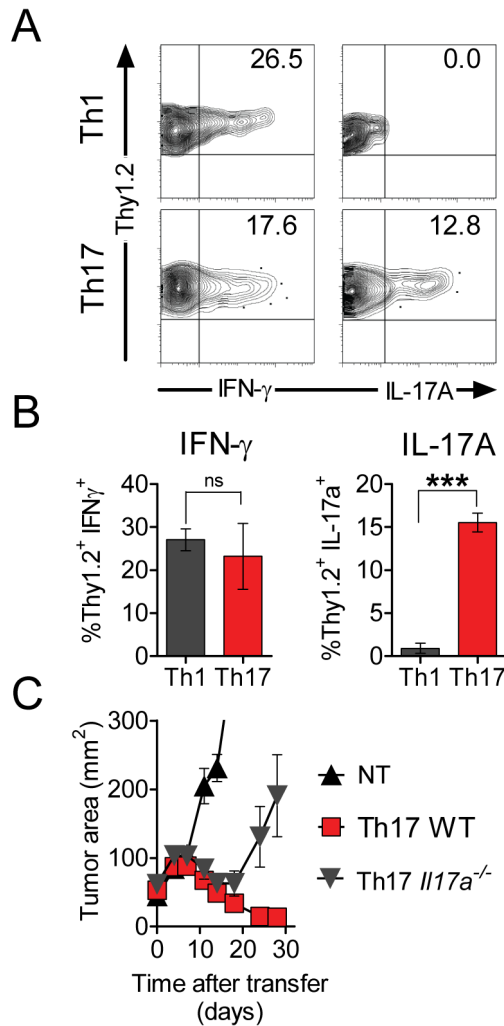 A
Th1
Thy1.2
26.5
0.0
Th17
17.6
12.8
IFN-γ
IL-17A
B
IFN-γ
%Thy1.2⁺ IFNγ⁺
40
30
20
10
0
ns
Th1 Th17
IL-17A
%Thy1.2⁺ IL-17a⁺
20
15
10
5
0
***
Th1 Th17
C
Tumor area (mm²)
300
200
100
0
0 10 20 30
Time after transfer
(days)
NT
Th17 WT
Th17 Il17a⁻/⁻